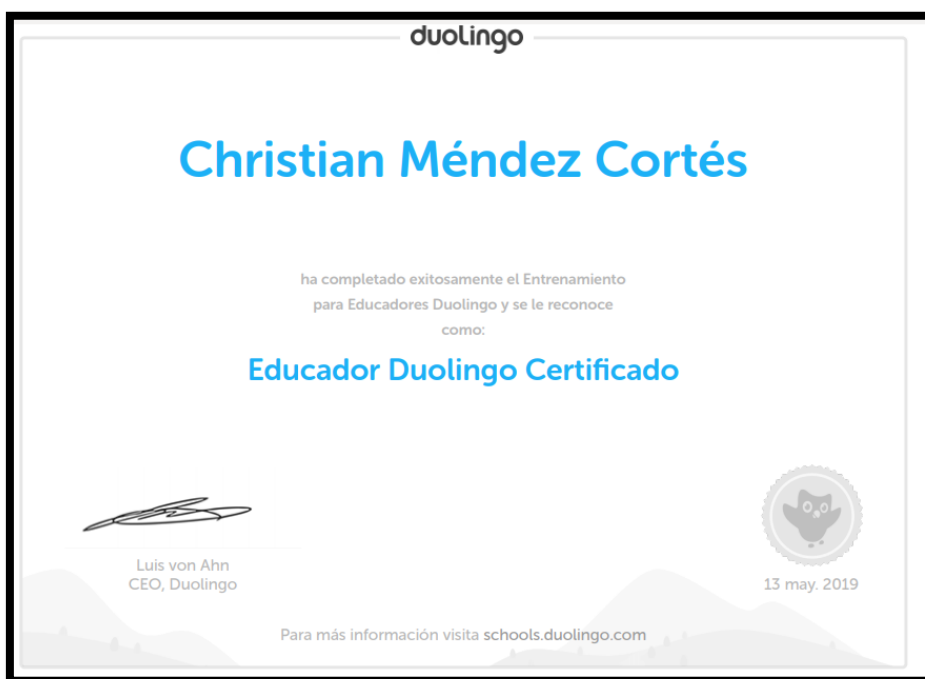 duolingo
Christian Méndez Cortés
ha completado exitosamente el Entrenamiento
para Educadores Duolingo y se le reconoce
como:
Educador Duolingo Certificado
Luis von Ahn
CEO, Duolingo
13 may. 2019
Para más información visita schools.duolingo.com